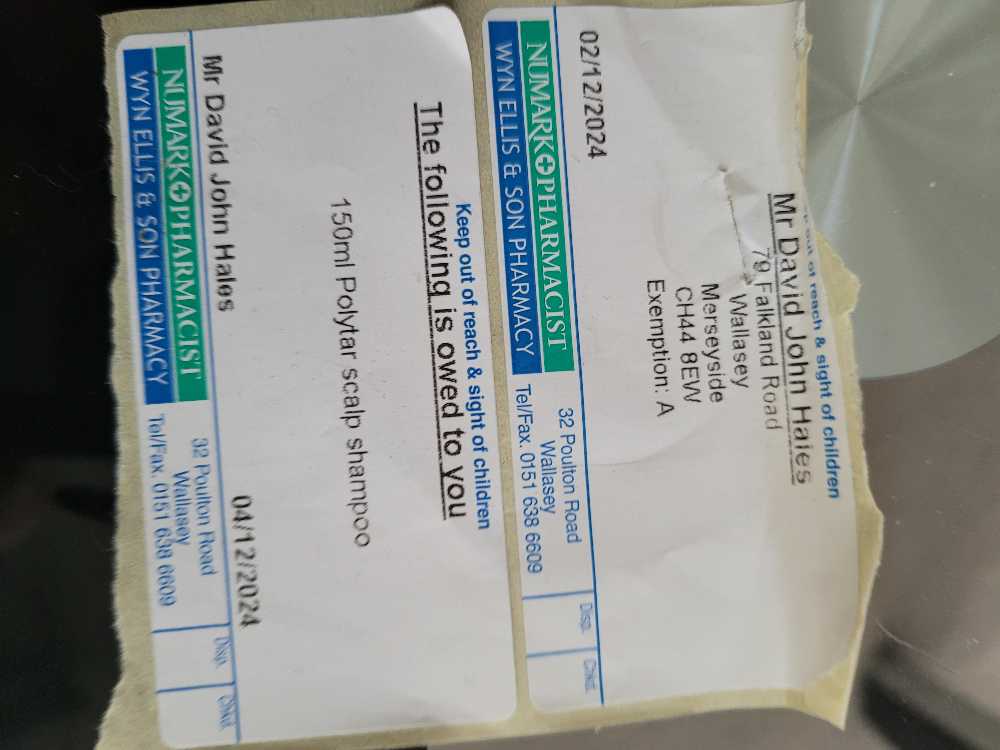 out of reach & sight of children
Mr David John Hales
79 Falkland Road
Wallasey
Merseyside
CH44 8EW
Exemption: A
02/12/2024
NUMARK PHARMACIST
WYN ELLIS & SON PHARMACY
32 Poulton Road
Wallasey
Tel/Fax. 0151 638 6609
Disp.
Chkd.
Keep out of reach & sight of children
The following is owed to you
150ml Polytar scalp shampoo
Mr David John Hales
04/12/2024
NUMARK PHARMACIST
WYN ELLIS & SON PHARMACY
32 Poulton Road
Wallasey
Tel/Fax. 0151 638 6609
Disp.
Chkd.